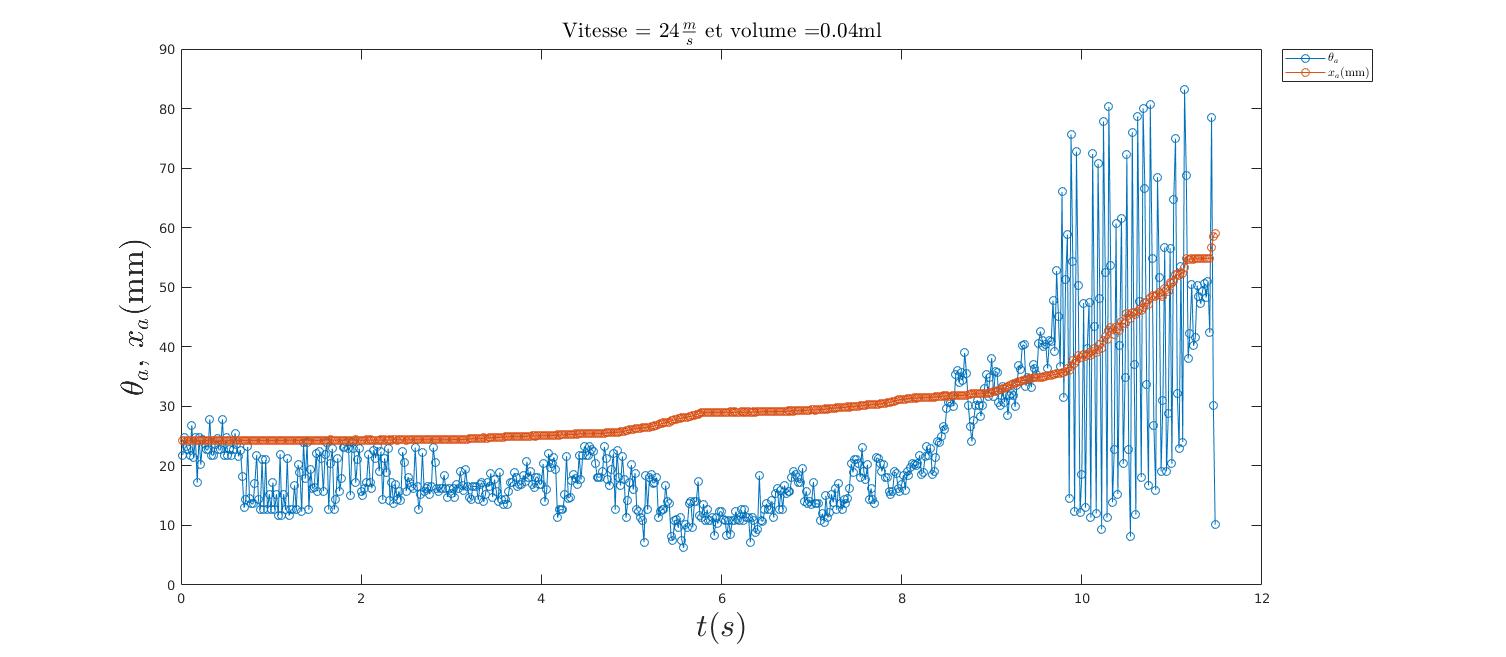 Vitesse = 24 m/s et volume =0.04ml
θₐ
xₐ(mm)
90
80
70
60
50
40
30
20
10
0
θₐ, xₐ(mm)
0 2 4 6 8 10 12
t(s)